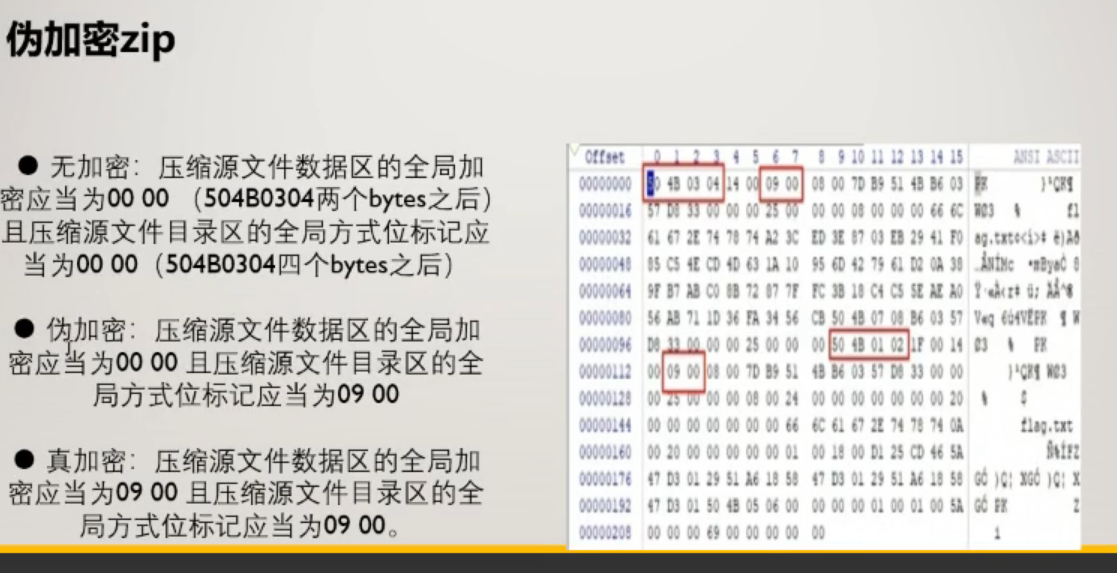 伪加密zip
● 无加密：压缩源文件数据区的全局加
密应当为00 00 （504B0304两个bytes之后）
且压缩源文件目录区的全局方式位标记应
当为00 00（504B0304四个bytes之后）
● 伪加密：压缩源文件数据区的全局加
密应当为00 00 且压缩源文件目录区的全
局方式位标记应当为09 00
● 真加密：压缩源文件数据区的全局加
密应当为09 00 且压缩源文件目录区的全
局方式位标记应当为09 00。
Offset 0 1 2 3 4 5 6 7 8 9 10 11 12 13 14 15 ANSI ASCII
00000000 50 4B 03 04 14 00 09 00 08 00 7D B9 51 4B B6 03
00000016 57 D8 33 00 00 00 25 00 00 00 08 00 00 00 66 6C fl
00000032 61 67 2E 74 78 74 A2 3C ED 3E 87 03 EB 29 41 F0
00000048 85 C5 4E CD 4D 63 1A 10 95 6D 42 79 61 D2 0A 38
00000064 9F B7 AB C0 8B 72 87 7F FC 3B 18 C4 C5 5E AE A0
00000080 56 AB 71 1D 36 FA 34 56 CB 50 4B 07 08 B6 03 57
00000096 D8 33 00 00 00 25 00 00 00 50 4B 01 02 1F 00 14
00000112 00 09 00 08 00 7D B9 51 4B B6 03 57 D8 33 00 00
00000128 00 25 00 00 00 08 00 24 00 00 00 00 00 00 00 20
00000144 00 00 00 00 00 00 00 66 6C 61 67 2E 74 78 74 0A flag.txt
00000160 00 20 00 00 00 00 00 01 00 18 00 D1 25 CD 46 5A
00000176 47 D3 01 29 51 A6 18 58 47 D3 01 29 51 A6 18 58
00000192 47 D3 01 50 4B 05 06 00 00 00 00 01 00 01 00 5A
00000208 00 00 00 69 00 00 00 00 00